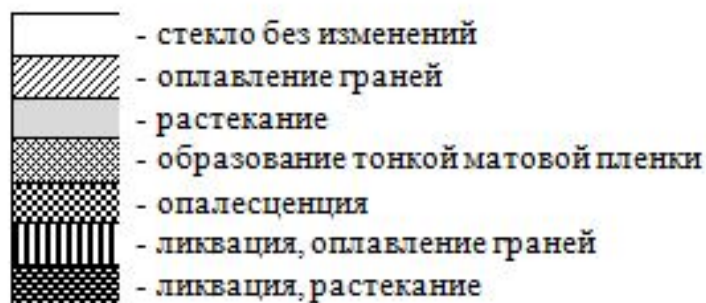 - стекло без изменений
- оплавление граней
- растекание
- образование тонкой матовой пленки
- опалесценция
- ликвация, оплавление граней
- ликвация, растекание